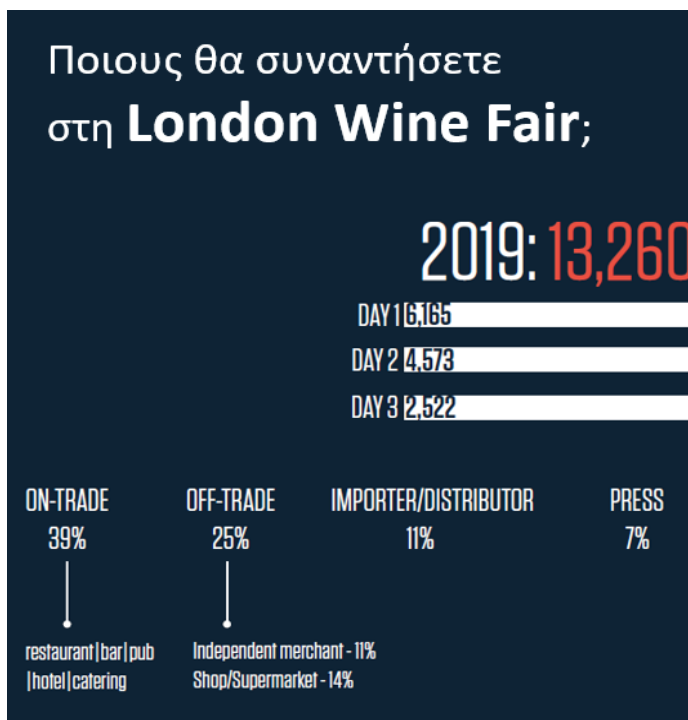 Ποιους θα συναντήσετε
στη London Wine Fair;
2019: 13,260
DAY 1 6,165
DAY 2 4,573
DAY 3 2,522
ON-TRADE OFF-TRADE IMPORTER/DISTRIBUTOR PRESS
39% 25% 11% 7%
restaurant|bar|pub Independent merchant - 11%
|hotel|catering Shop/Supermarket - 14%